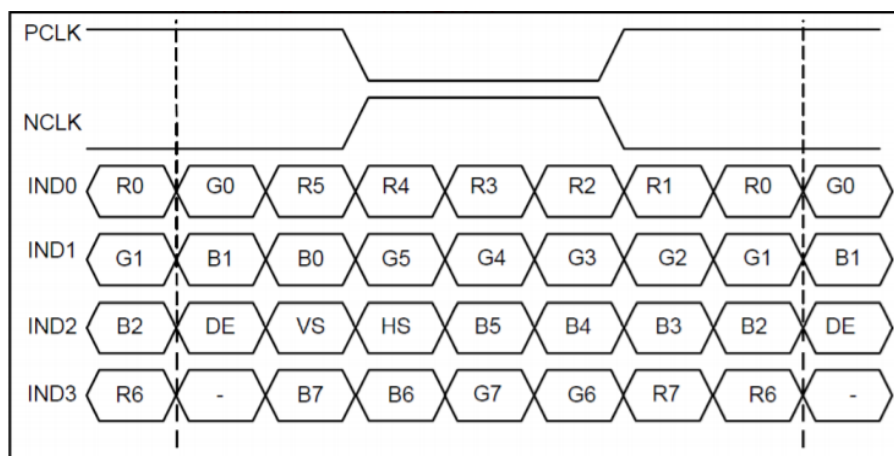 PCLK
NCLK
IND0 R0 G0 R5 R4 R3 R2 R1 R0 G0
IND1 G1 B1 B0 G5 G4 G3 G2 G1 B1
IND2 B2 DE VS HS B5 B4 B3 B2 DE
IND3 R6 - B7 B6 G7 G6 R7 R6 -